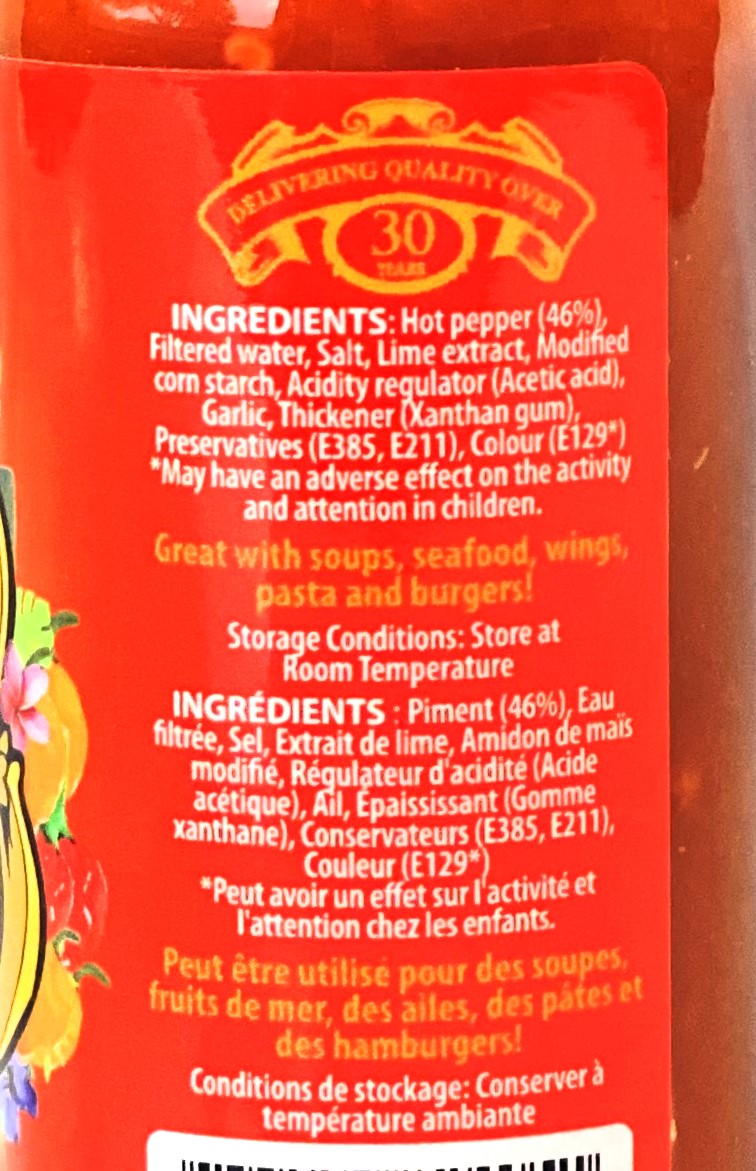 DELIVERING QUALITY OVER
30
YEARS
INGREDIENTS: Hot pepper (46%),
Filtered water, Salt, Lime extract, Modified
corn starch, Acidity regulator (Acetic acid),
Garlic, Thickener (Xanthan gum),
Preservatives (E385, E211), Colour (E129*)
*May have an adverse effect on the activity
and attention in children.
Great with soups, seafood, wings,
pasta and burgers!
Storage Conditions: Store at
Room Temperature
INGRÉDIENTS : Piment (46%), Eau
filtrée, Sel, Extrait de lime, Amidon de maïs
modifié, Régulateur d'acidité (Acide
acétique), Ail, Épaississant (Gomme
xanthane), Conservateurs (E385, E211),
Couleur (E129*)
*Peut avoir un effet sur l'activité et
l'attention chez les enfants.
Peut être utilisé pour des soupes,
fruits de mer, des ailes, des pâtes et
des hamburgers!
Conditions de stockage: Conserver à
température ambiante